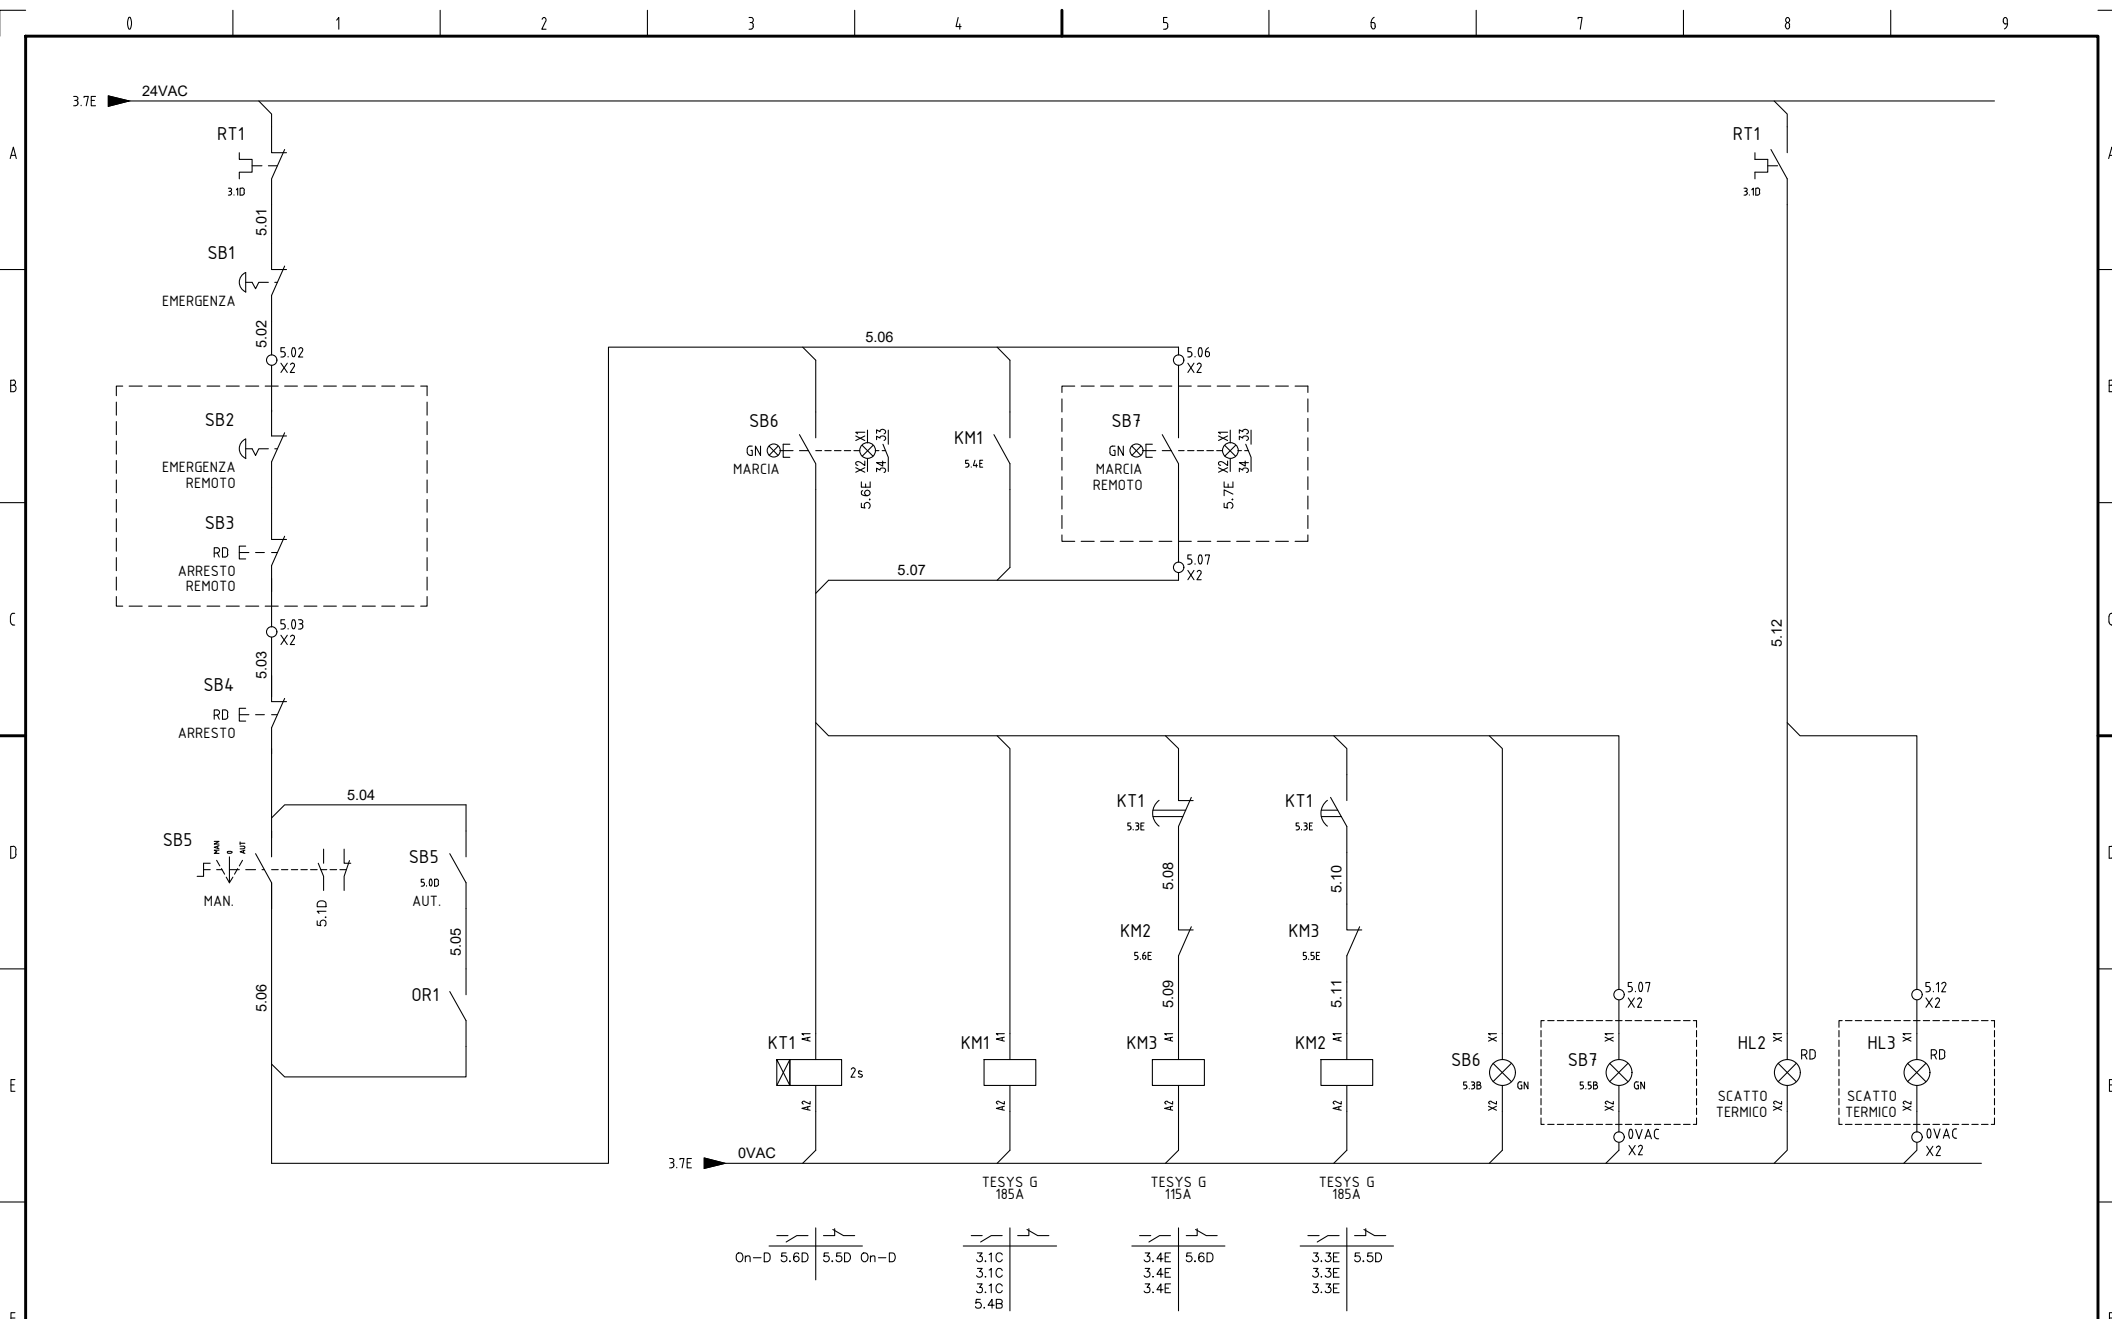 0 1 2 3 4 5 6 7 8 9
3.7E 24VAC
A
RT1
3.1D
RT1
3.1D
5.01
SB1
EMERGENZA
5.02
5.02
X2
B
SB2
EMERGENZA
REMOTO
SB3
RD
ARRESTO
REMOTO
C
5.03
X2
5.03
SB4
RD
ARRESTO
5.04
D
SB5
MAN 0 AUT
MAN.
5.1D
SB5
5.0D
AUT.
5.05
5.06
OR1
E
5.06
SB6
GN
MARCIA
X1 33
X2 34
5.6E
KM1
5.4E
5.06
X2
SB7
GN
MARCIA
REMOTO
X1 33
X2 34
5.7E
5.07
5.07
X2
5.12
KT1
5.3E
5.08
KM2
5.6E
5.09
KT1
5.3E
5.10
KM3
5.5E
5.11
KT1
A1
2s
A2
KM1
A1
A2
KM3
A1
A2
KM2
A1
A2
SB6
5.3B
X1
GN
X2
5.07
X2
SB7
5.5B
X1
GN
X2
0VAC
X2
HL2
X1
RD
SCATTO
TERMICO
X2
5.12
X2
HL3
X1
RD
SCATTO
TERMICO
X2
0VAC
X2
3.7E 0VAC
TESYS G
185A
TESYS G
115A
TESYS G
185A
On-D 5.6D 5.5D On-D
3.1C
3.1C
3.1C
5.4B
3.4E 5.6D
3.4E
3.4E
3.3E 5.5D
3.3E
3.3E